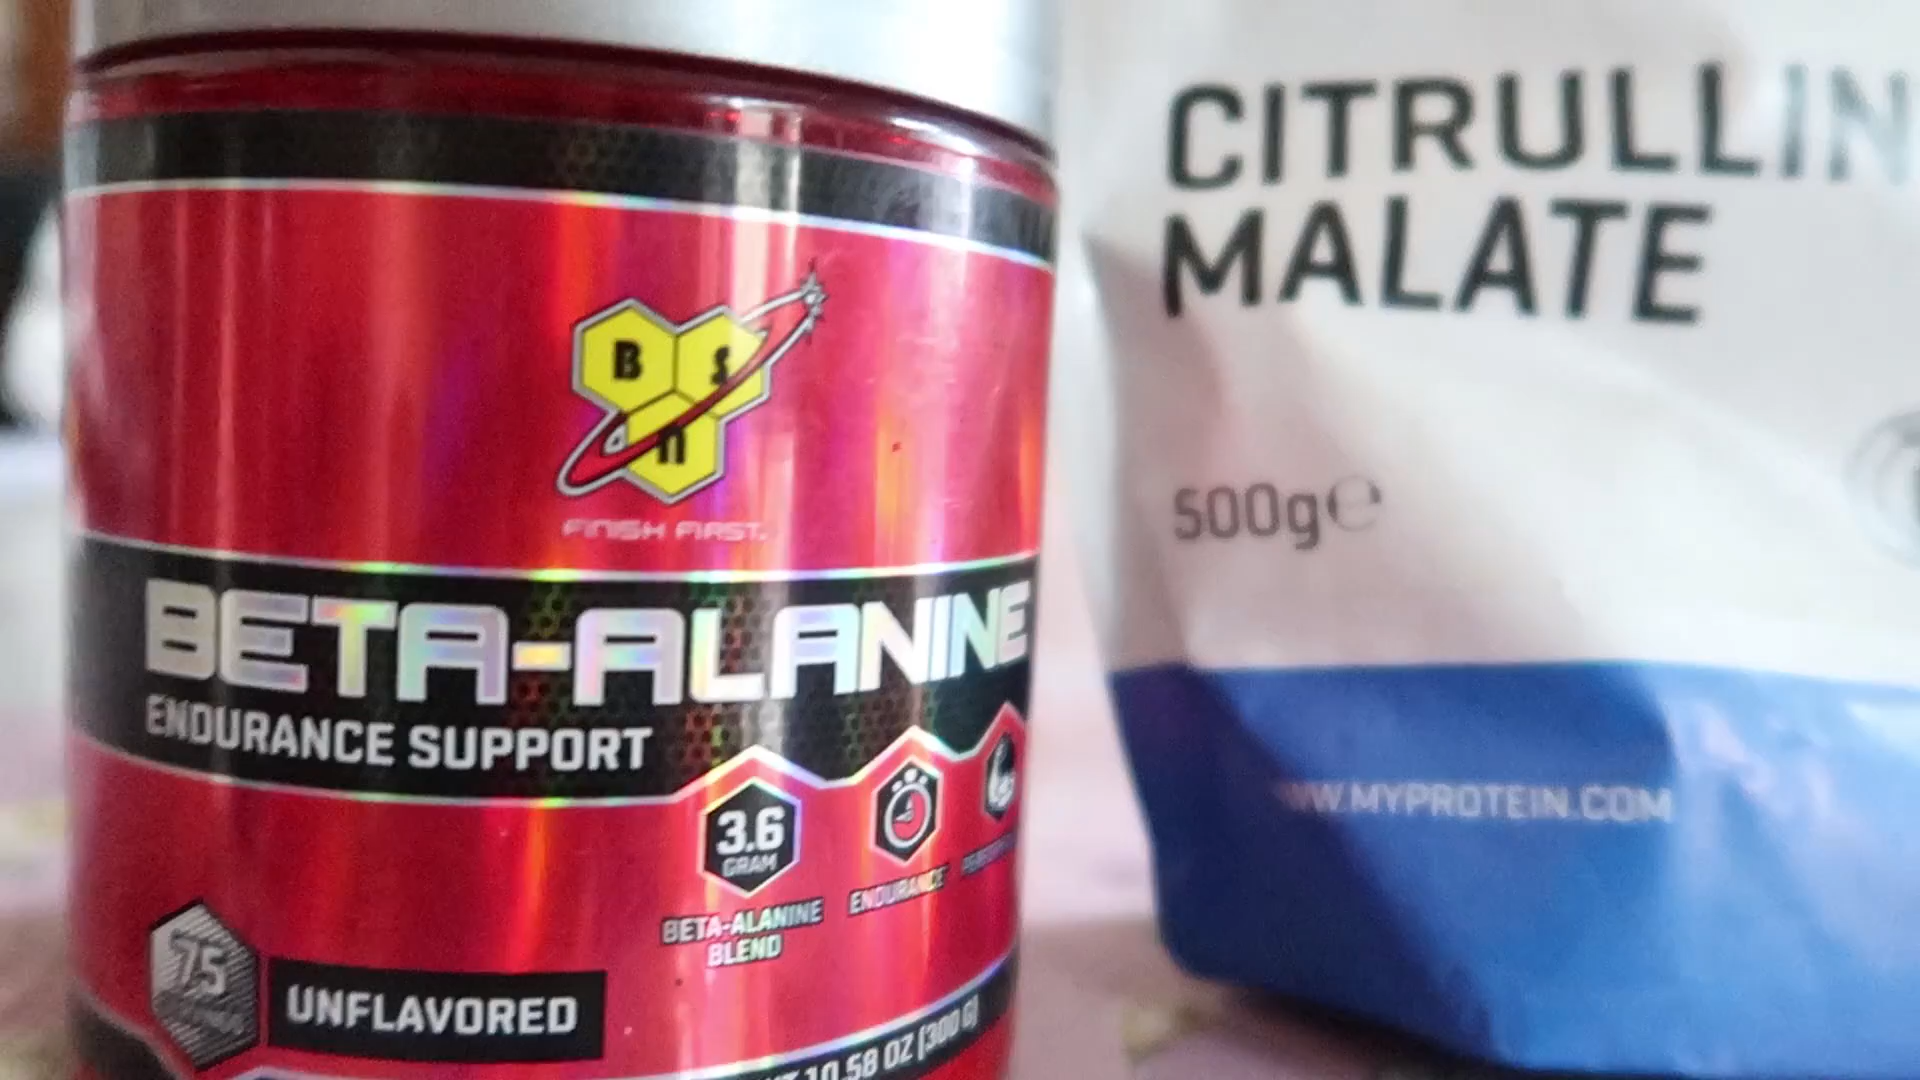 B S
N
FINISH FIRST.
BETA-ALANINE
ENDURANCE SUPPORT
3.6
GRAM
BETA-ALANINE
BLEND
ENDURANCE
75
UNFLAVORED
10.58 OZ (300 G)
CITRULLIN
MALATE
500g℮
WW.MYPROTEIN.COM